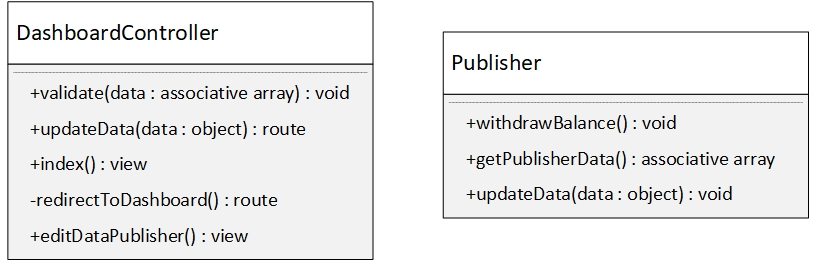 DashboardController
+validate(data : associative array) : void
+updateData(data : object) : route
+index() : view
-redirectToDashboard() : route
+editDataPublisher() : view
Publisher
+withdrawBalance() : void
+getPublisherData() : associative array
+updateData(data : object) : void